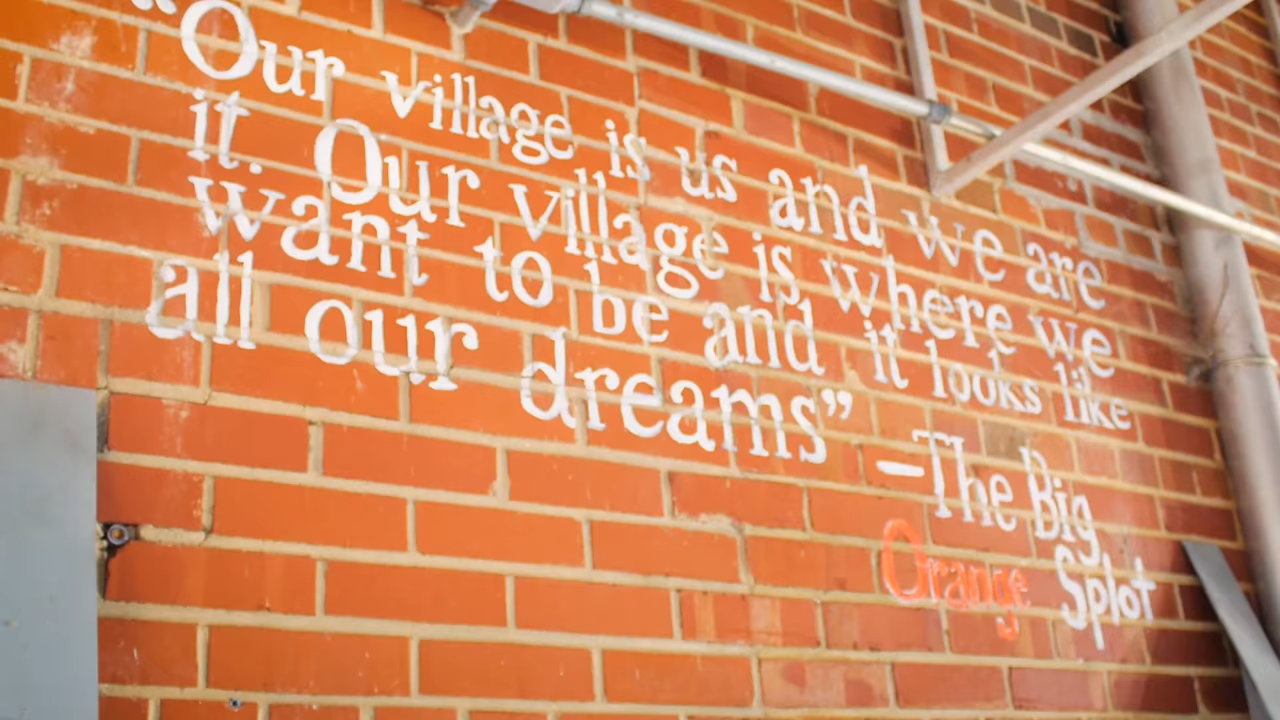 “Our village is us and we are
it. Our village is where we
want to be and it looks like
all our dreams”
—The Big
Orange Splot